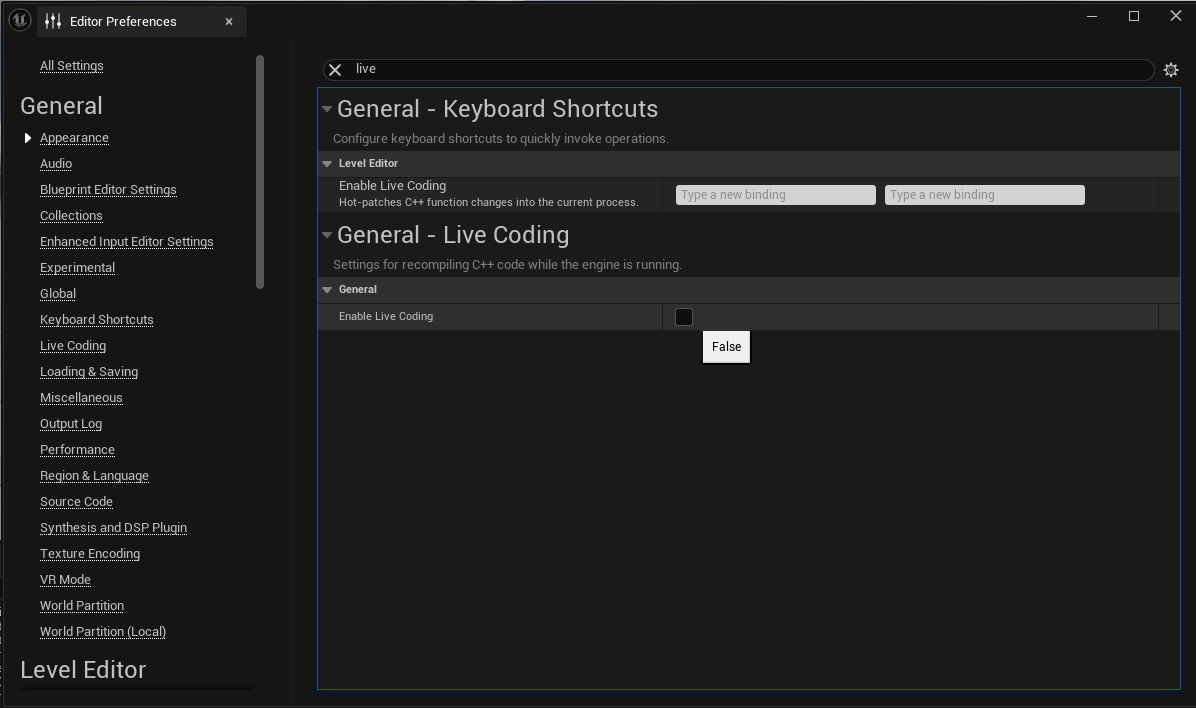 Editor Preferences
All Settings
General
Appearance
Audio
Blueprint Editor Settings
Collections
Enhanced Input Editor Settings
Experimental
Global
Keyboard Shortcuts
Live Coding
Loading & Saving
Miscellaneous
Output Log
Performance
Region & Language
Source Code
Synthesis and DSP Plugin
Texture Encoding
VR Mode
World Partition
World Partition (Local)
Level Editor
live
General - Keyboard Shortcuts
Configure keyboard shortcuts to quickly invoke operations.
Level Editor
Enable Live Coding
Hot-patches C++ function changes into the current process.
Type a new binding
Type a new binding
General - Live Coding
Settings for recompiling C++ code while the engine is running.
General
Enable Live Coding
False